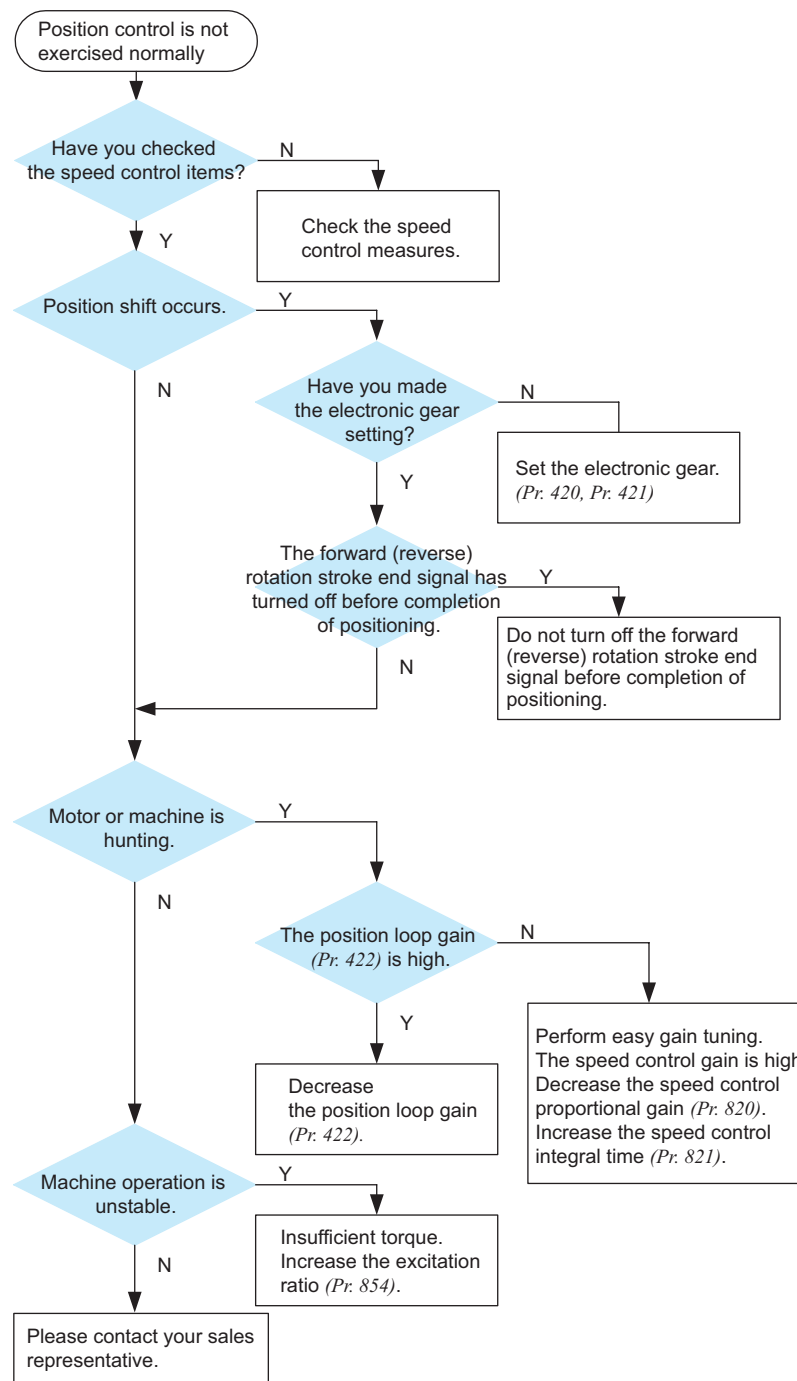 Position control is not
exercised normally
Have you checked
the speed control items?
N
Y
Check the speed
control measures.
Position shift occurs.
Y
N
Have you made
the electronic gear
setting?
N
Y
Set the electronic gear.
(Pr. 420, Pr. 421)
The forward (reverse)
rotation stroke end signal has
turned off before completion
of positioning.
Y
N
Do not turn off the forward
(reverse) rotation stroke end
signal before completion of
positioning.
Motor or machine is
hunting.
Y
N
The position loop gain
(Pr. 422) is high.
N
Y
Perform easy gain tuning.
The speed control gain is high
Decrease the speed control
proportional gain (Pr. 820).
Increase the speed control
integral time (Pr. 821).
Decrease
the position loop gain
(Pr. 422).
Machine operation is
unstable.
Y
N
Insufficient torque.
Increase the excitation
ratio (Pr. 854).
Please contact your sales
representative.